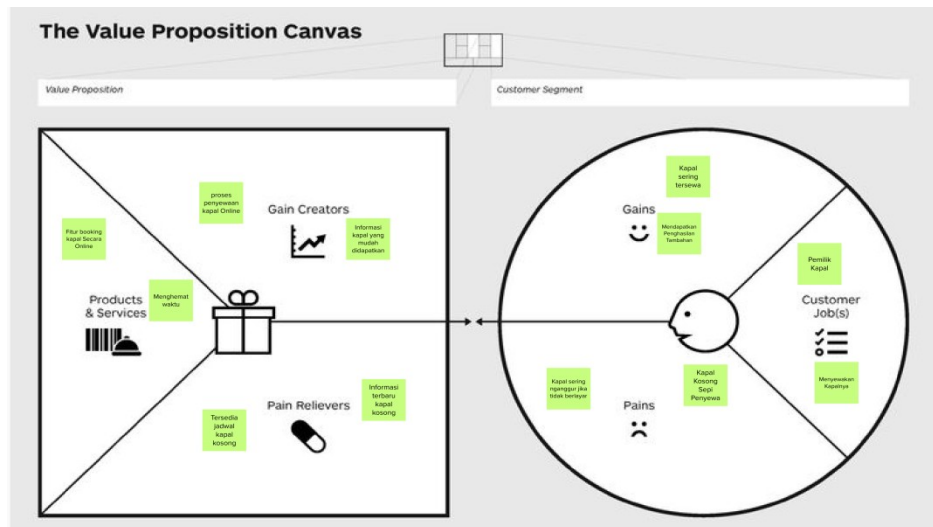 The Value Proposition Canvas
Value Proposition
Customer Segment
proses
penyewaan
kapal Online
Gain Creators
Informasi
kapal yang
mudah
didapatkan
Fitur booking
kapal Secara
Online
Products
& Services
Menghemat
waktu
Pain Relievers
Informasi
terbaru
kapal
kosong
Tersedia
jadwal
kapal
kosong
Kapal
sering
tersewa
Gains
Mendapatkan
Penghasilan
Tambahan
Pemilik
Kapal
Customer
Job(s)
Menyewakan
Kapalnya
Kapal sering
nganggur jika
tidak berlayar
Pains
Kapal
Kosong
Sepi
Penyewa